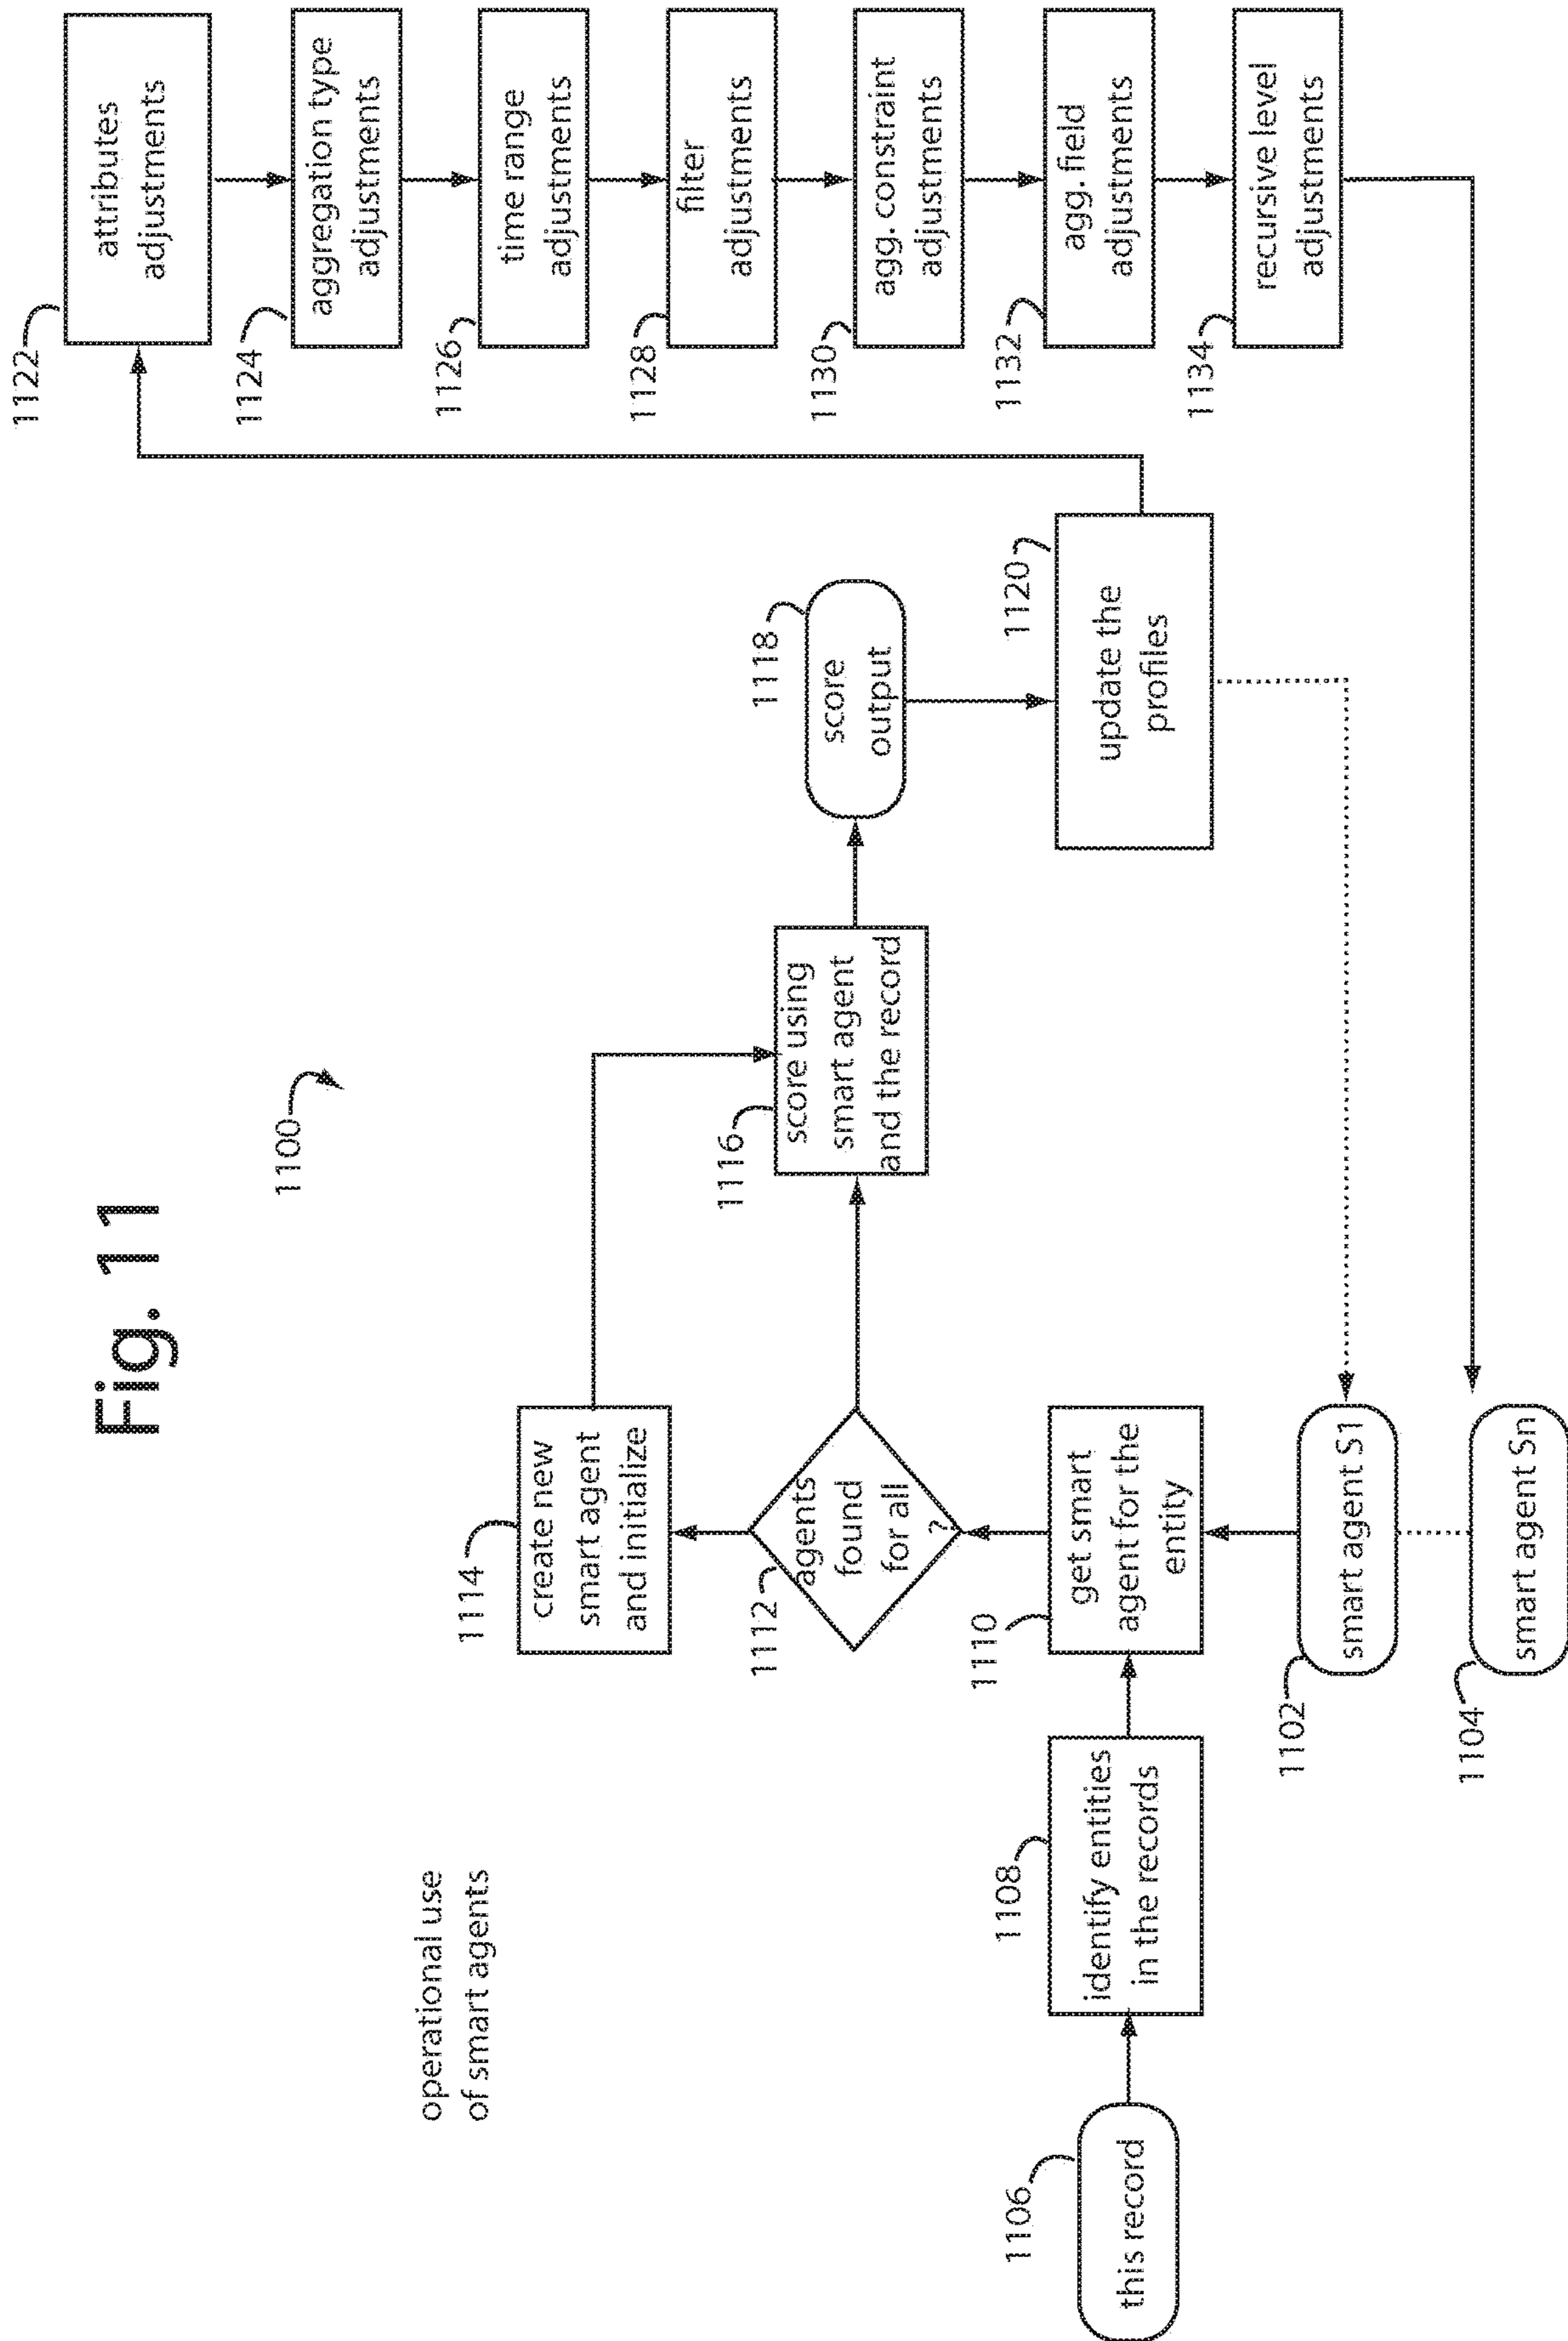 Fig. 11
1100
operational use
of smart agents
1106
this record
1108
identify entities
in the records
1110
get smart
agent for the
entity
1102
smart agent S1
1104
smart agent Sn
1112
agents
found
for all
?
1114
create new
smart agent
and initialize
1116
score using
smart agent
and the record
1118
score
output
1120
update the
profiles
1122
attributes
adjustments
1124
aggregation type
adjustments
1126
time range
adjustments
1128
filter
adjustments
1130
agg. constraint
adjustments
1132
agg. field
adjustments
1134
recursive level
adjustments